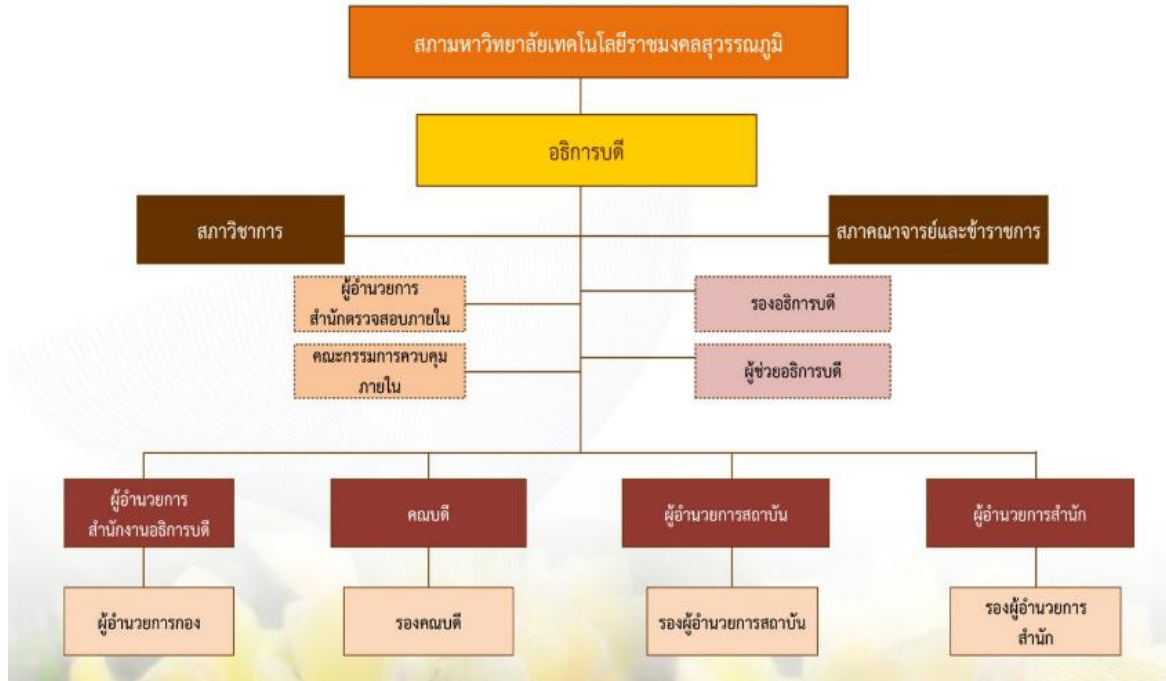 สภามหาวิทยาลัยเทคโนโลยีราชมงคลสุวรรณภูมิ
อธิการบดี
สภาวิชาการ
สภาคณาจารย์และข้าราชการ
ผู้อำนวยการ
สำนักตรวจสอบภายใน
รองอธิการบดี
คณะกรรมการควบคุม
ภายใน
ผู้ช่วยอธิการบดี
ผู้อำนวยการ
สำนักงานอธิการบดี
คณบดี
ผู้อำนวยการสถาบัน
ผู้อำนวยการสำนัก
ผู้อำนวยการกอง
รองคณบดี
รองผู้อำนวยการสถาบัน
รองผู้อำนวยการ
สำนัก